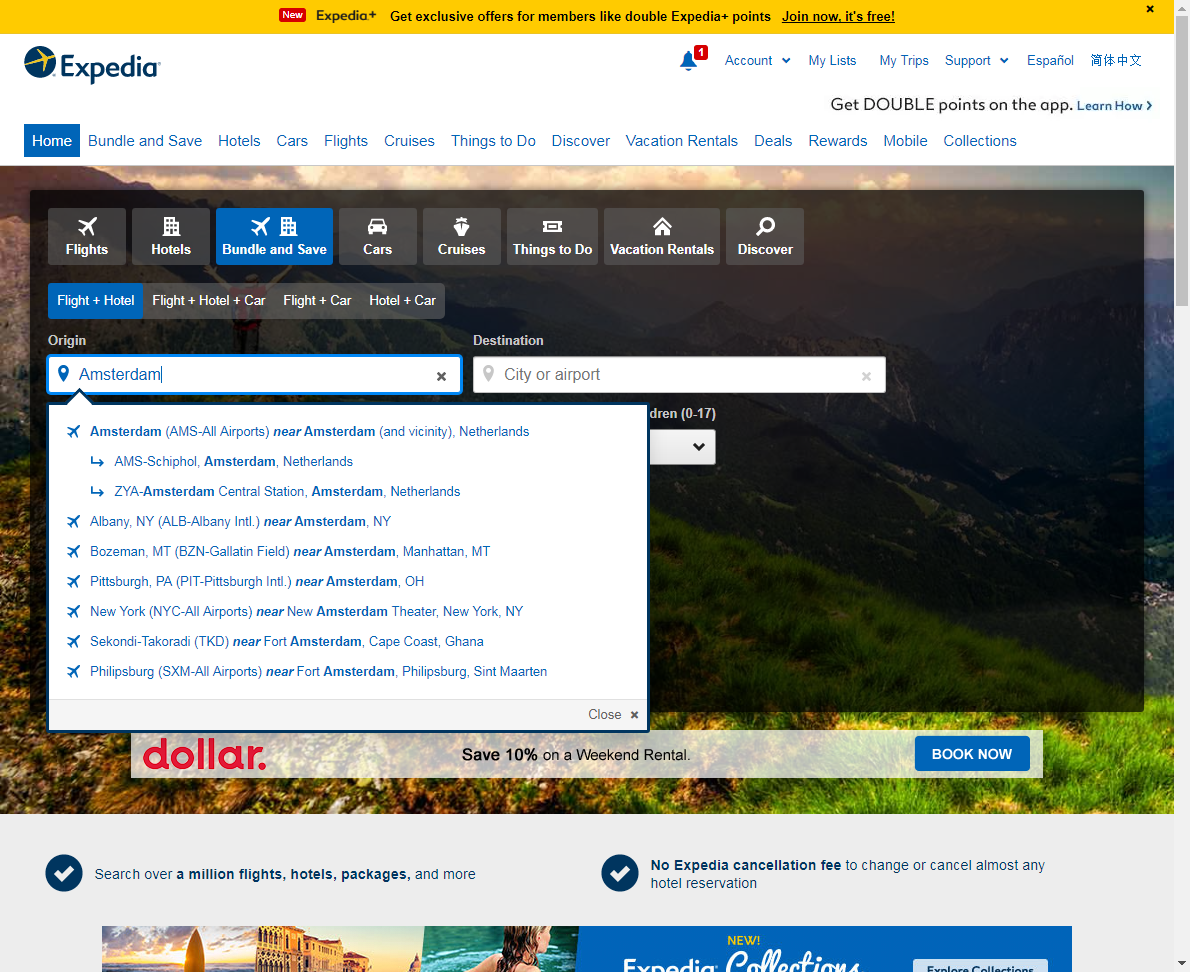 New Expedia+ Get exclusive offers for members like double Expedia+ points Join now, it's free!
Expedia
1 Account My Lists My Trips Support Español 简体中文
Get DOUBLE points on the app. Learn How
Home Bundle and Save Hotels Cars Flights Cruises Things to Do Discover Vacation Rentals Deals Rewards Mobile Collections
Flights Hotels Bundle and Save Cars Cruises Things to Do Vacation Rentals Discover
Flight + Hotel Flight + Hotel + Car Flight + Car Hotel + Car
Origin Destination
Amsterdam City or airport
dren (0-17)
Amsterdam (AMS-All Airports) near Amsterdam (and vicinity), Netherlands
AMS-Schiphol, Amsterdam, Netherlands
ZYA-Amsterdam Central Station, Amsterdam, Netherlands
Albany, NY (ALB-Albany Intl.) near Amsterdam, NY
Bozeman, MT (BZN-Gallatin Field) near Amsterdam, Manhattan, MT
Pittsburgh, PA (PIT-Pittsburgh Intl.) near Amsterdam, OH
New York (NYC-All Airports) near New Amsterdam Theater, New York, NY
Sekondi-Takoradi (TKD) near Fort Amsterdam, Cape Coast, Ghana
Philipsburg (SXM-All Airports) near Fort Amsterdam, Philipsburg, Sint Maarten
Close
dollar. Save 10% on a Weekend Rental. BOOK NOW
Search over a million flights, hotels, packages, and more
No Expedia cancellation fee to change or cancel almost any
hotel reservation
NEW!
Expedia Collections Explore Collections